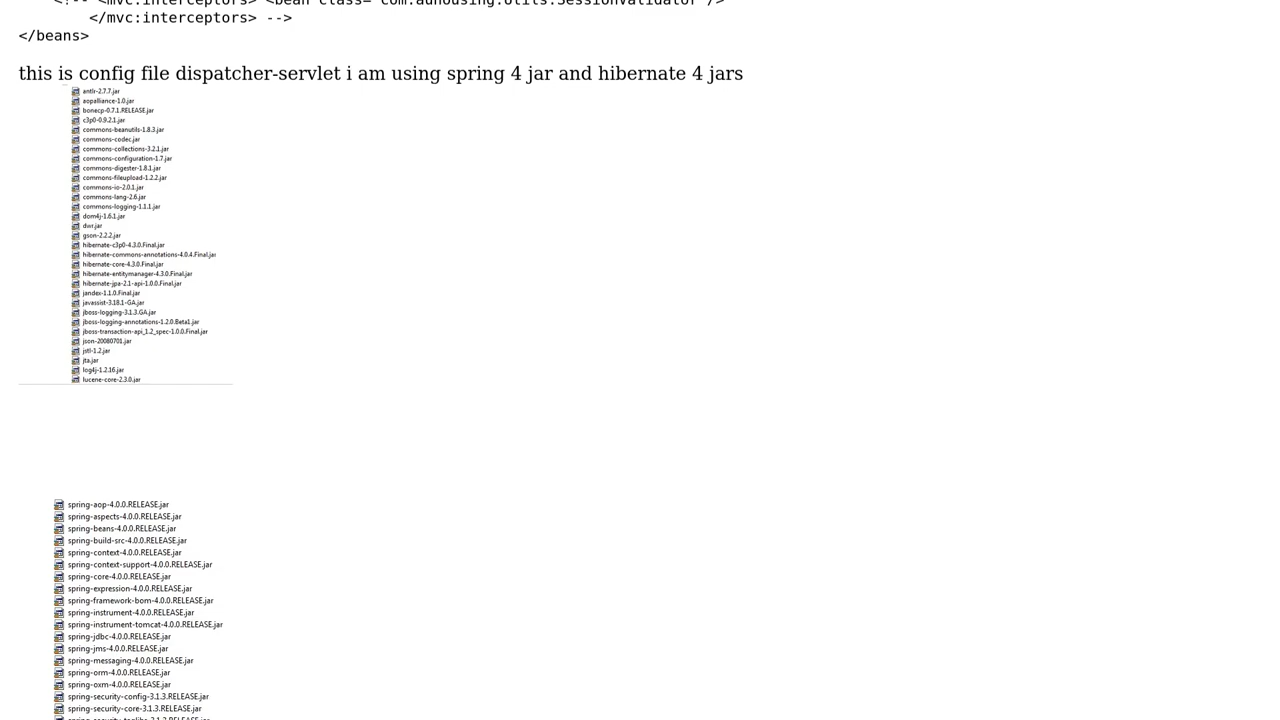 <!-- <mvc:interceptors> <bean class="com.adhousing.Utils.SessionValidator"/>
</mvc:interceptors> -->
</beans>
this is config file dispatcher-servlet i am using spring 4 jar and hibernate 4 jars
antlr-2.7.7.jar
aopalliance-1.0.jar
bonecp-0.7.1.RELEASE.jar
c3p0-0.9.2.1.jar
commons-beanutils-1.8.3.jar
commons-codec.jar
commons-collections-3.2.1.jar
commons-configuration-1.7.jar
commons-digester-1.8.1.jar
commons-fileupload-1.2.2.jar
commons-io-2.0.1.jar
commons-lang-2.6.jar
commons-logging-1.1.1.jar
dom4j-1.6.1.jar
dwr.jar
gson-2.2.2.jar
hibernate-c3p0-4.3.0.Final.jar
hibernate-commons-annotations-4.0.4.Final.jar
hibernate-core-4.3.0.Final.jar
hibernate-entitymanager-4.3.0.Final.jar
hibernate-jpa-2.1-api-1.0.0.Final.jar
jandex-1.1.0.Final.jar
javassist-3.18.1-GA.jar
jboss-logging-3.1.3.GA.jar
jboss-logging-annotations-1.2.0.Beta1.jar
jboss-transaction-api_1.2_spec-1.0.0.Final.jar
json-20080701.jar
jstl-1.2.jar
jta.jar
log4j-1.2.16.jar
lucene-core-2.3.0.jar
spring-aop-4.0.0.RELEASE.jar
spring-aspects-4.0.0.RELEASE.jar
spring-beans-4.0.0.RELEASE.jar
spring-build-src-4.0.0.RELEASE.jar
spring-context-4.0.0.RELEASE.jar
spring-context-support-4.0.0.RELEASE.jar
spring-core-4.0.0.RELEASE.jar
spring-expression-4.0.0.RELEASE.jar
spring-framework-bom-4.0.0.RELEASE.jar
spring-instrument-4.0.0.RELEASE.jar
spring-instrument-tomcat-4.0.0.RELEASE.jar
spring-jdbc-4.0.0.RELEASE.jar
spring-jms-4.0.0.RELEASE.jar
spring-messaging-4.0.0.RELEASE.jar
spring-orm-4.0.0.RELEASE.jar
spring-oxm-4.0.0.RELEASE.jar
spring-security-config-3.1.3.RELEASE.jar
spring-security-core-3.1.3.RELEASE.jar
spring-security-taglibs-3.1.3.RELEASE.jar